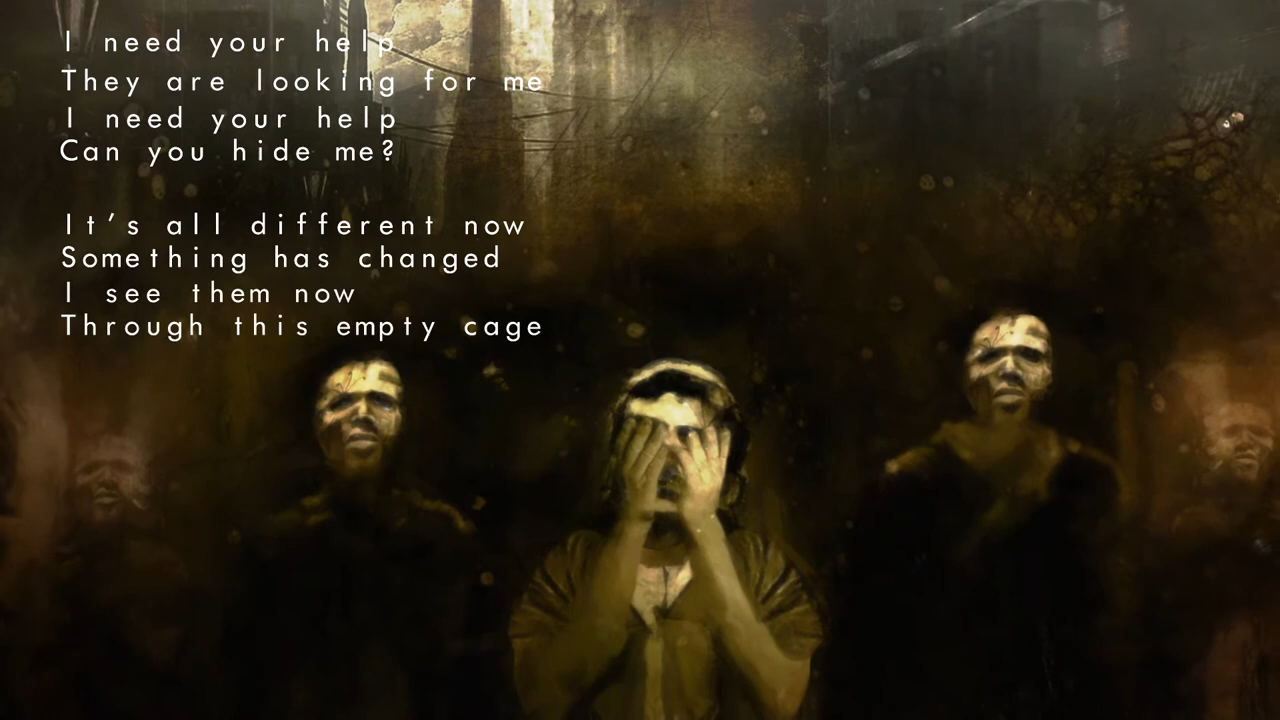 I need your help
They are looking for me
I need your help
Can you hide me?
It's all different now
Something has changed
I see them now
Through this empty cage